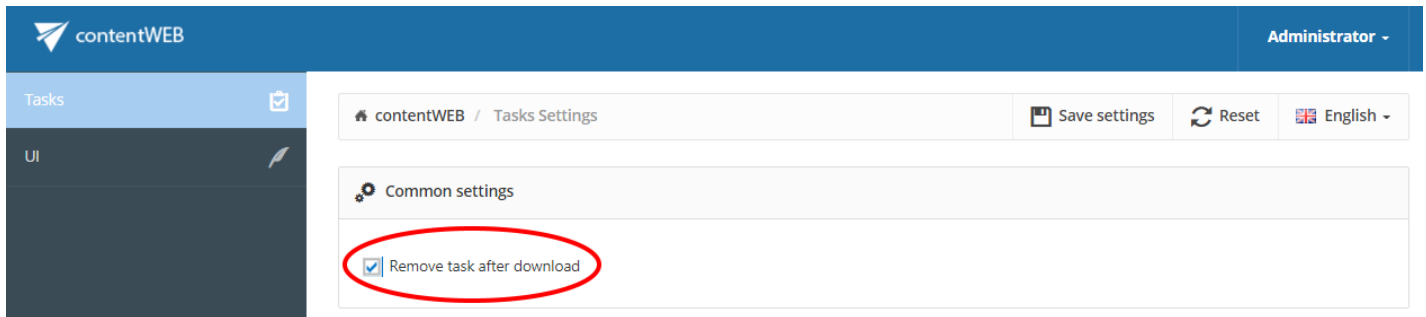 contentWEB
Administrator
Tasks
contentWEB / Tasks Settings
Save settings
Reset
English
UI
Common settings
Remove task after download